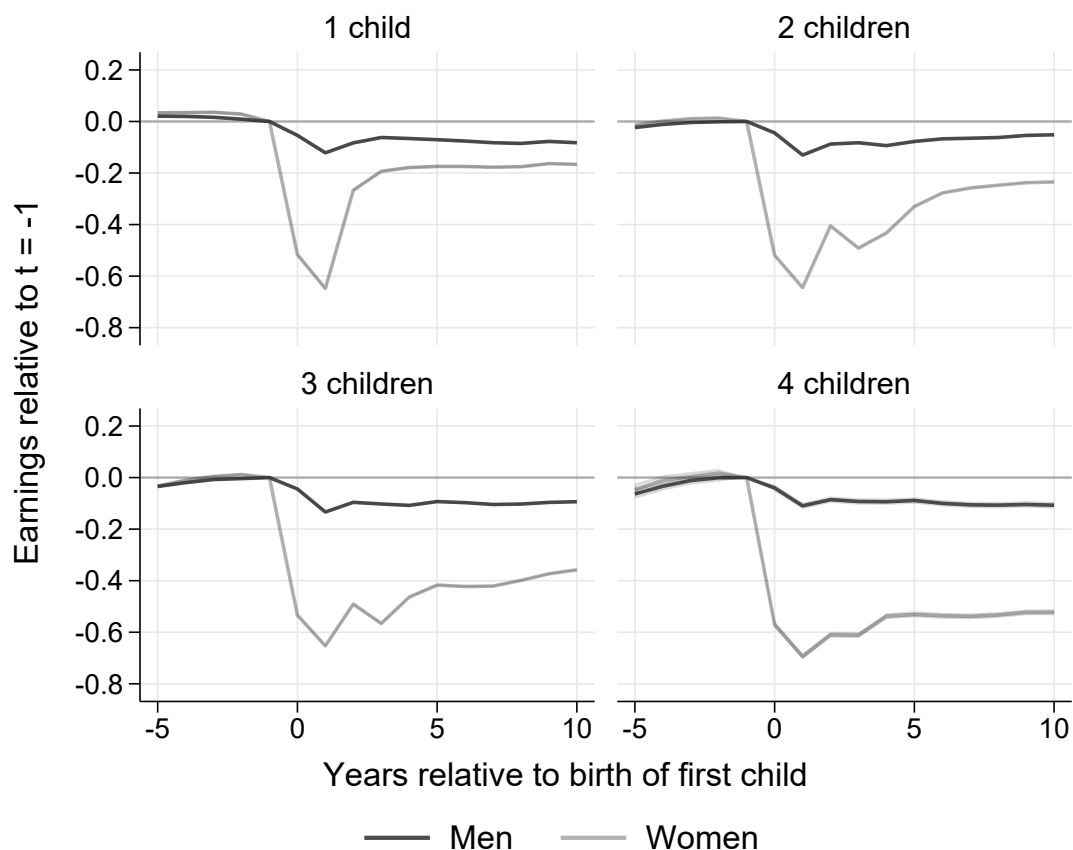 1 child
2 children
0.2
0.0
-0.2
-0.4
-0.6
-0.8
3 children
4 children
0.2
0.0
-0.2
-0.4
-0.6
-0.8
Earnings relative to t = -1
-5 0 5 10 -5 0 5 10
Years relative to birth of first child
Men Women